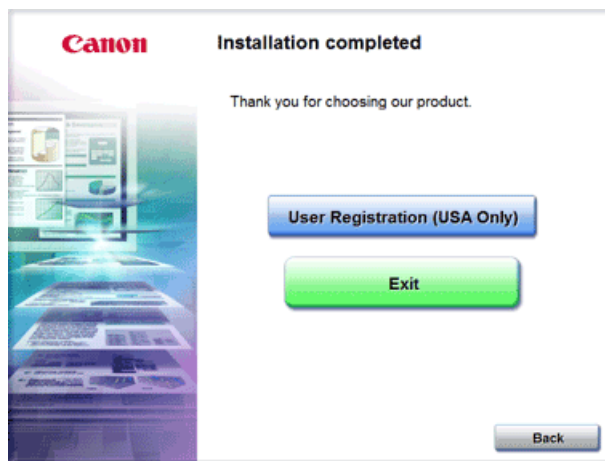 Canon
Installation completed
Thank you for choosing our product.
User Registration (USA Only)
Exit
Back